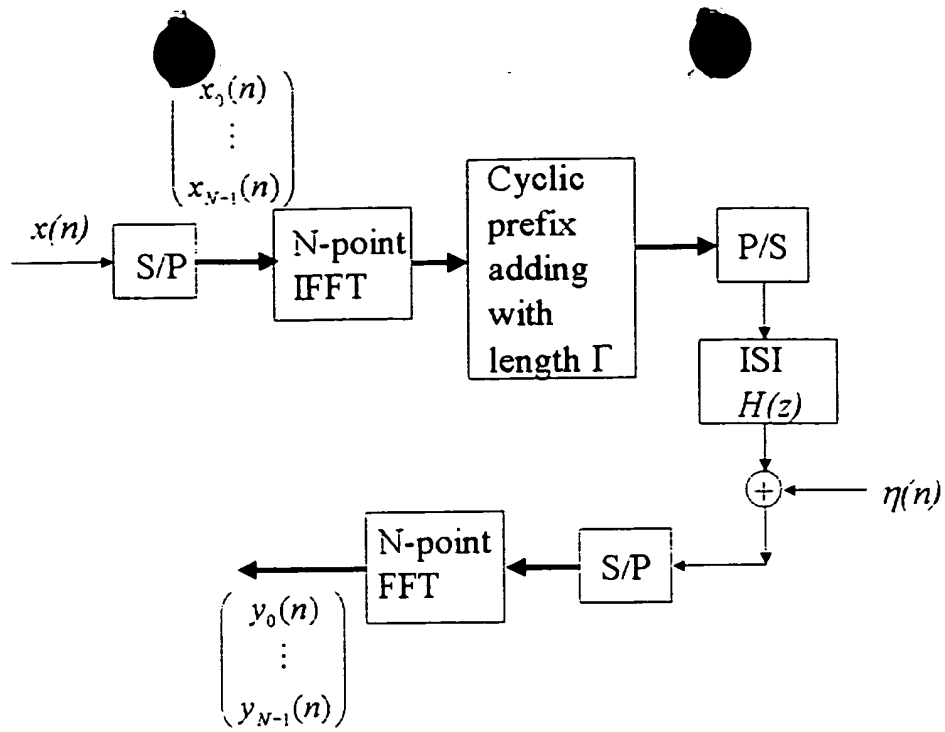 x₀(n)
⋮
x_{N-1}(n)
x(n)
S/P
N-point
IFFT
Cyclic
prefix
adding
with
length Γ
P/S
ISI
H(z)
+
η(n)
S/P
N-point
FFT
y₀(n)
⋮
y_{N-1}(n)